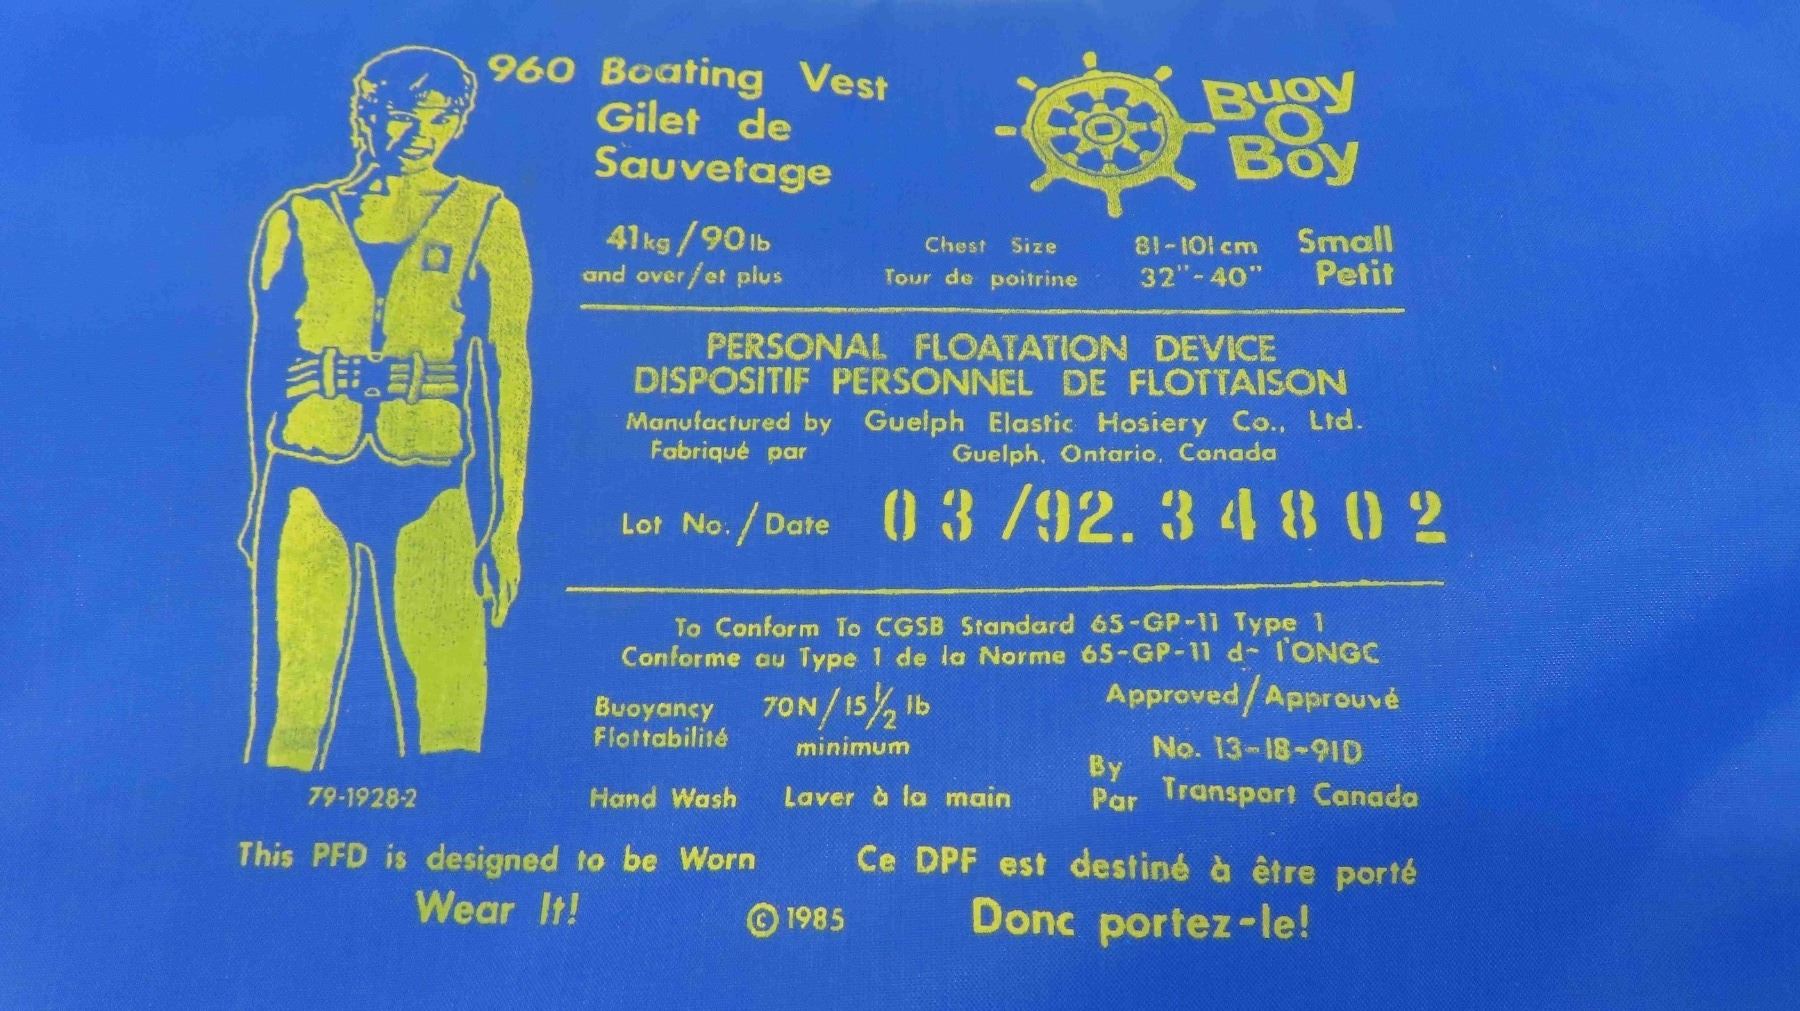 960 Boating Vest
Gilet de
Sauvetage
Buoy
O
Boy
41kg/90lb
and over/et plus
Chest Size 81-101cm Small
Tour de poitrine 32"-40" Petit
PERSONAL FLOATATION DEVICE
DISPOSITIF PERSONNEL DE FLOTTAISON
Manufactured by Guelph Elastic Hosiery Co., Ltd.
Fabriqué par Guelph, Ontario, Canada
Lot No./Date 03/92.34802
To Conform To CGSB Standard 65-GP-11 Type 1
Conforme au Type 1 de la Norme 65-GP-11 d- l'ONGC
Buoyancy 70N/15 1/2 lb
Flottabilité minimum
Approved/Approuvé
No. 13-18-91D
By
Par Transport Canada
79-1928-2
Hand Wash Laver à la main
This PFD is designed to be Worn
Wear It!
© 1985
Ce DPF est destiné à être porté
Donc portez-le!